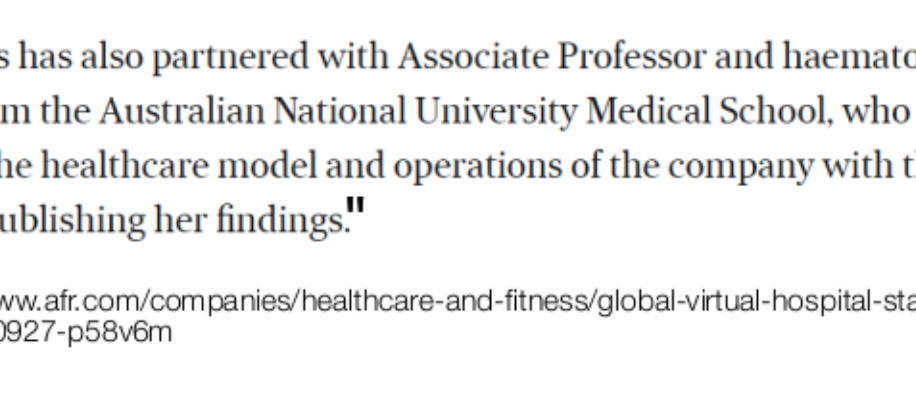 s has also partnered with Associate Professor and haemato
m the Australian National University Medical School, who
he healthcare model and operations of the company with t
ublishing her findings."
ww.afr.com/companies/healthcare-and-fitness/global-virtual-hospital-sta
0927-p58v6m